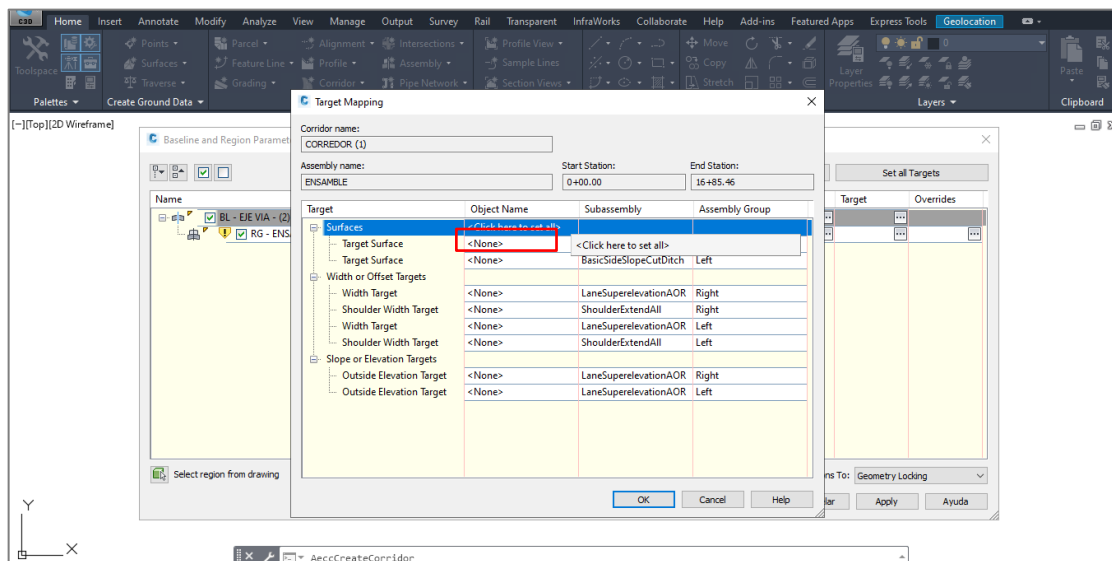 C3D Home Insert Annotate Modify Analyze View Manage Output Survey Rail Transparent InfraWorks Collaborate Help Add-ins Featured Apps Express Tools Geolocation
Toolspace
Points Parcel Alignment Intersections Profile View Move
Surfaces Feature Line Profile Assembly Sample Lines Copy
Traverse Grading Corridor Pipe Network Section Views Stretch
Layer Properties
0
Paste
Palettes Create Ground Data Layers Clipboard
[−][Top][2D Wireframe]
Target Mapping
Baseline and Region Paramet
Corridor name:
CORREDOR (1)
Assembly name: Start Station: End Station:
ENSAMBLE 0+00.00 16+85.46
Set all Targets
Name Target Overrides
BL - EJE VIA - (2)
RG - ENS
Target Object Name Subassembly Assembly Group
Surfaces <Click here to set all>
Target Surface <None> <Click here to set all>
Target Surface <None> BasicSideSlopeCutDitch Left
Width or Offset Targets
Width Target <None> LaneSuperelevationAOR Right
Shoulder Width Target <None> ShoulderExtendAll Right
Width Target <None> LaneSuperelevationAOR Left
Shoulder Width Target <None> ShoulderExtendAll Left
Slope or Elevation Targets
Outside Elevation Target <None> LaneSuperelevationAOR Right
Outside Elevation Target <None> LaneSuperelevationAOR Left
Select region from drawing
ns To: Geometry Locking
OK Cancel Help
lar Apply Ayuda
Y
X
AeccCreateCorridor